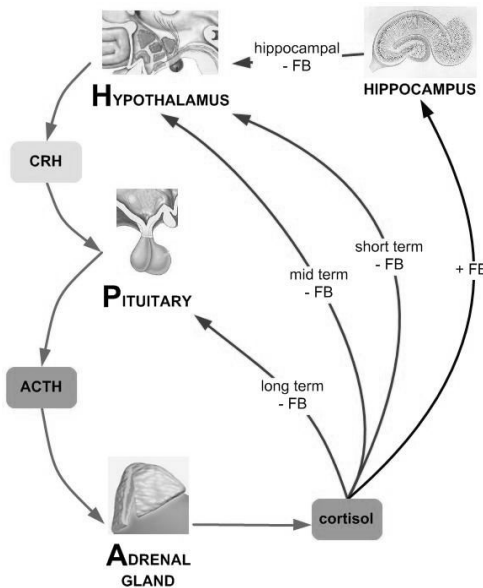 hippocampal
- FB
HYPOTHALAMUS
HIPPOCAMPUS
CRH
short term
- FB
mid term
- FB
+ FB
PITUITARY
ACTH
long term
- FB
cortisol
ADRENAL
GLAND